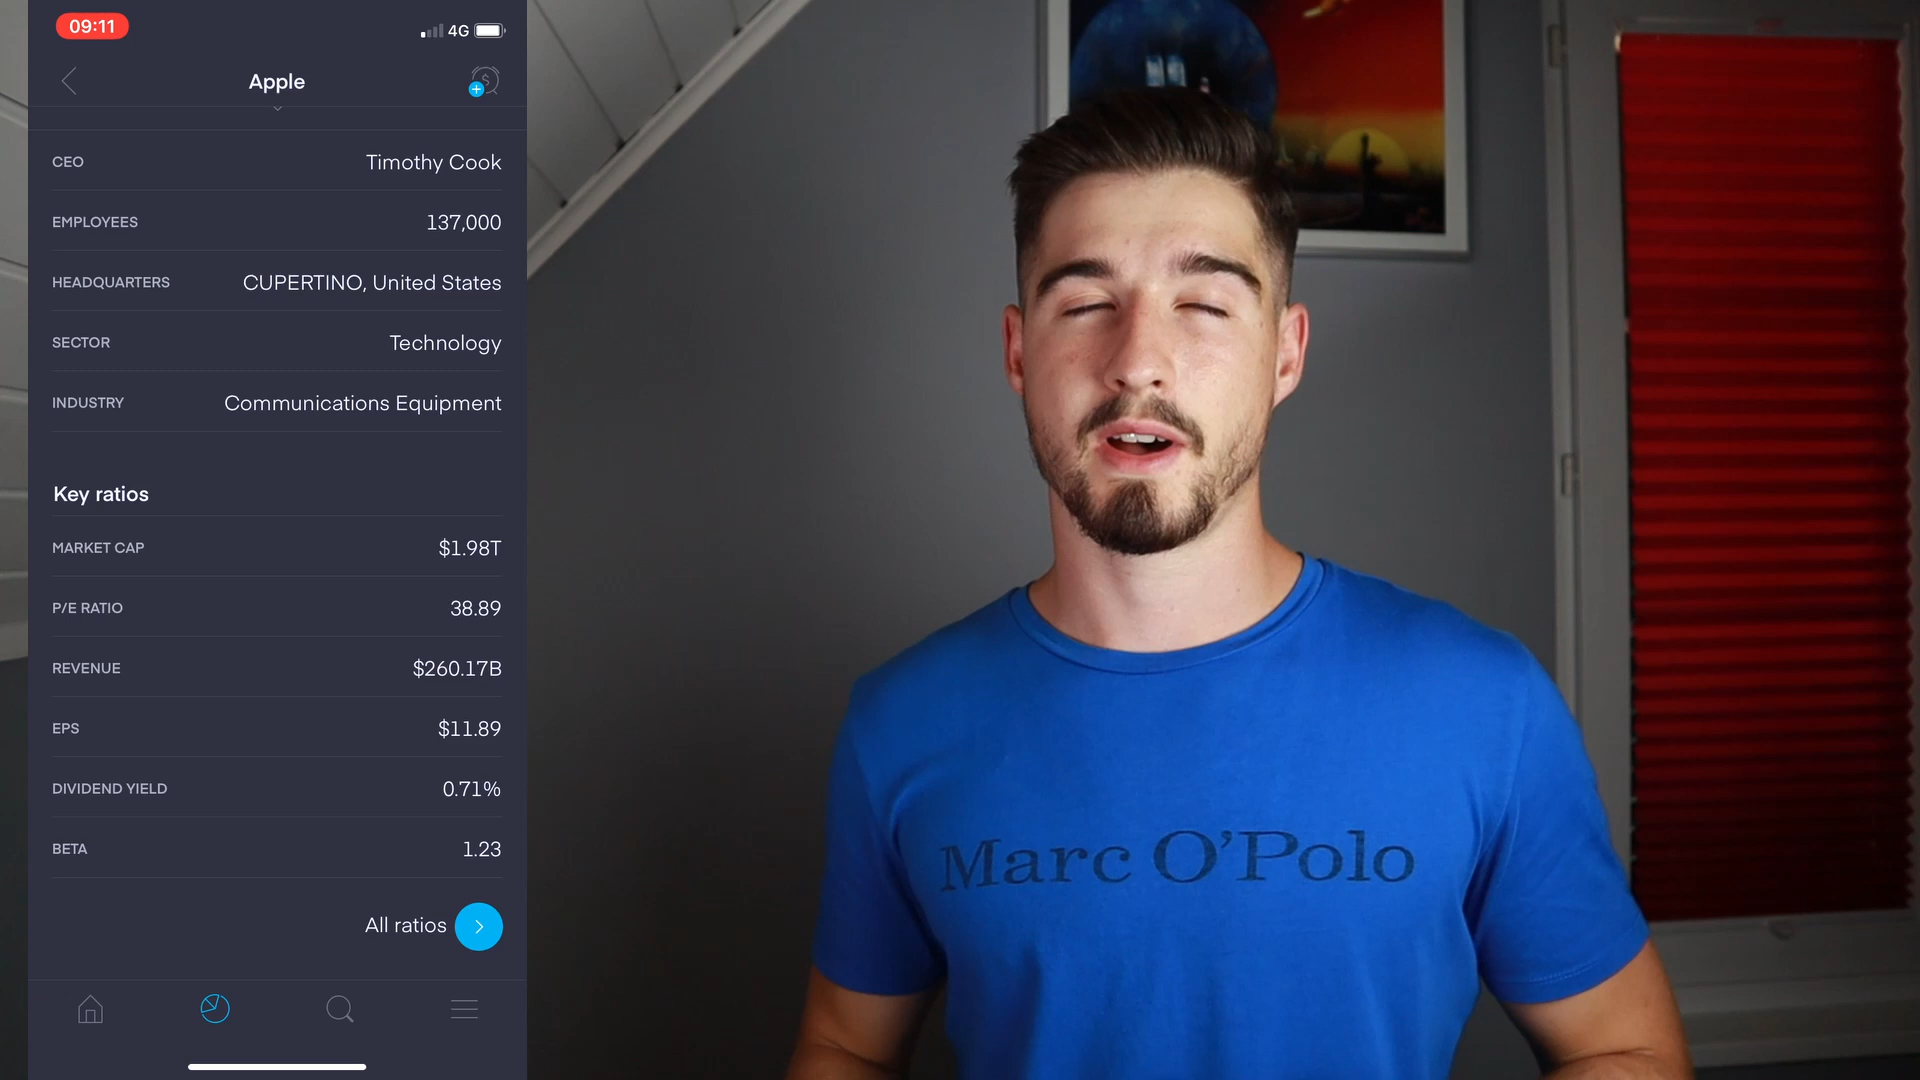 09:11
4G
Apple
CEO Timothy Cook
EMPLOYEES 137,000
HEADQUARTERS CUPERTINO, United States
SECTOR Technology
INDUSTRY Communications Equipment
Key ratios
MARKET CAP $1.98T
P/E RATIO 38.89
REVENUE $260.17B
EPS $11.89
DIVIDEND YIELD 0.71%
BETA 1.23
All ratios
Marc O'Polo